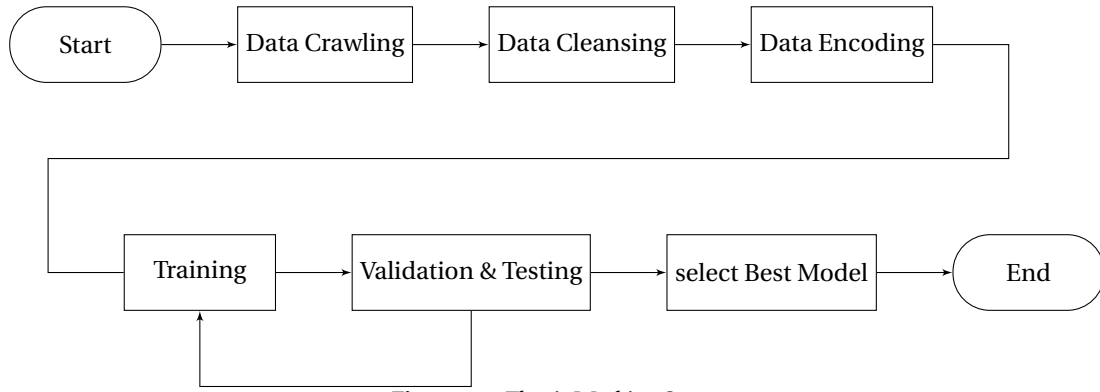 Start
Data Crawling
Data Cleansing
Data Encoding
Training
Validation & Testing
select Best Model
End